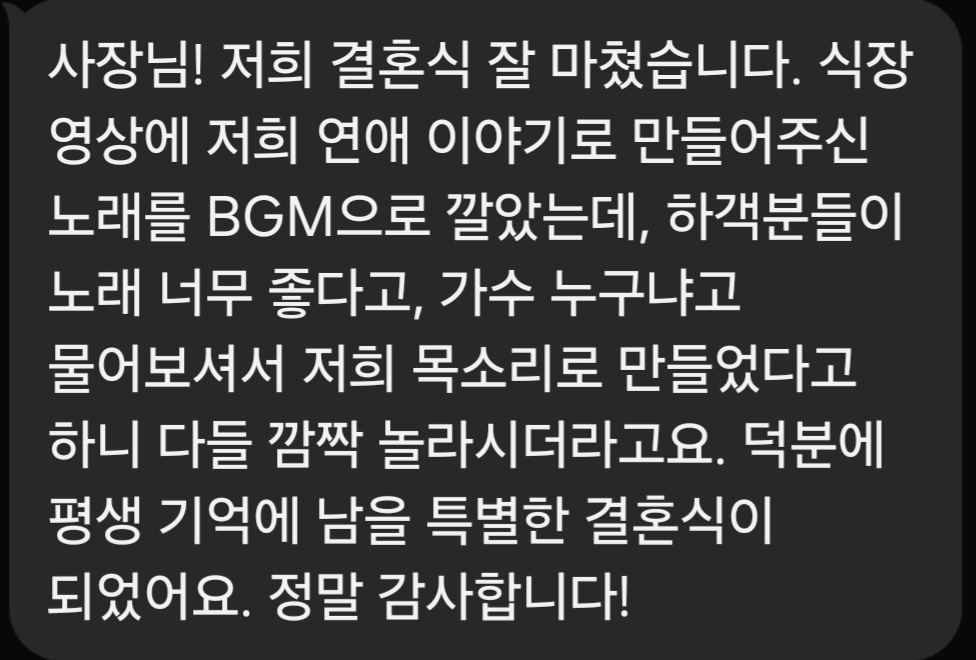 사장님! 저희 결혼식 잘 마쳤습니다. 식장
영상에 저희 연애 이야기로 만들어주신
노래를 BGM으로 깔았는데, 하객분들이
노래 너무 좋다고, 가수 누구냐고
물어보셔서 저희 목소리로 만들었다고
하니 다들 깜짝 놀라시더라고요. 덕분에
평생 기억에 남을 특별한 결혼식이
되었어요. 정말 감사합니다!